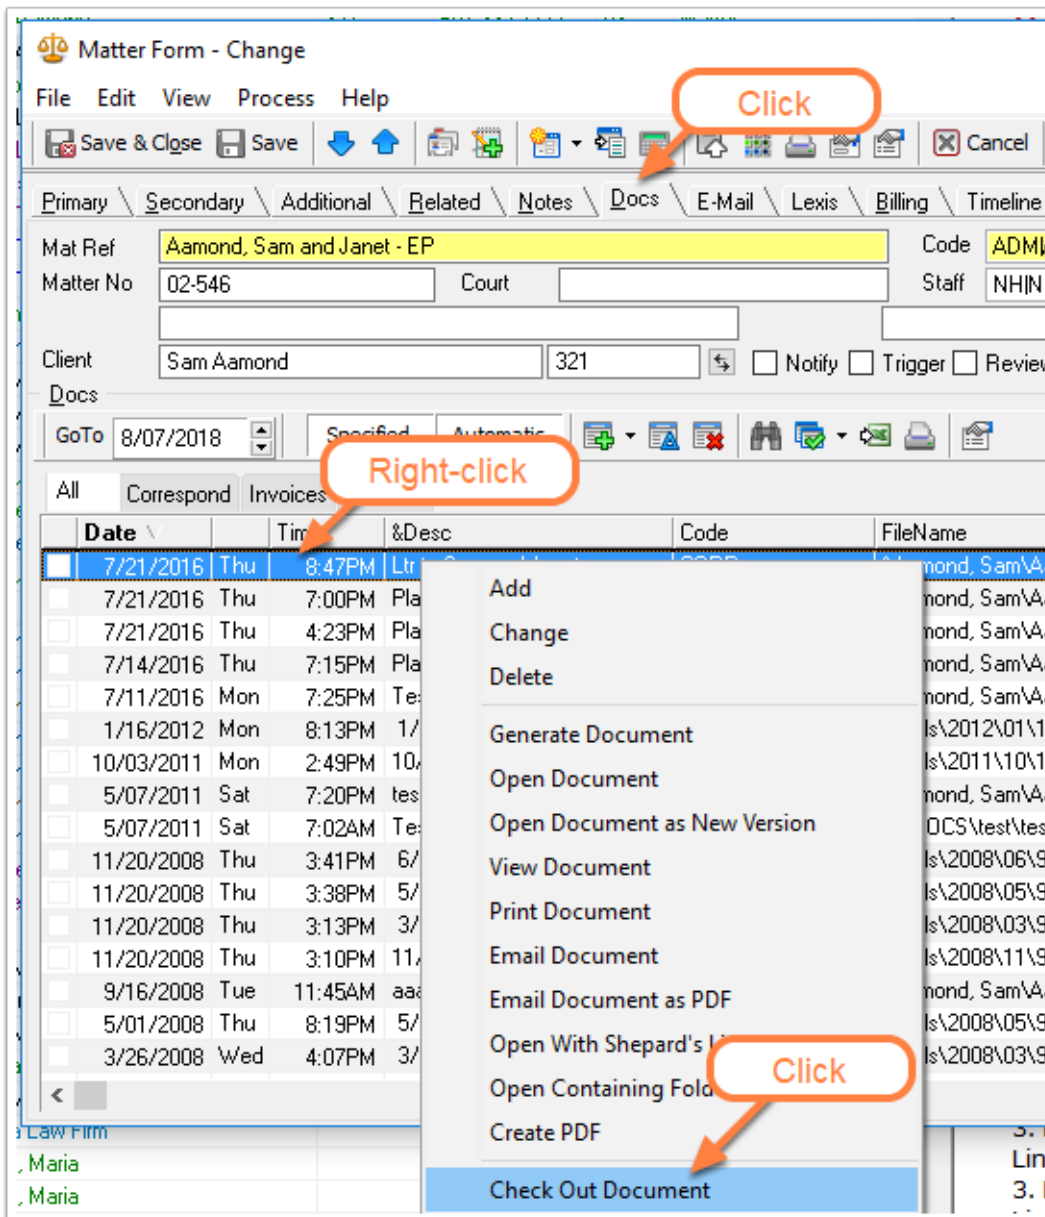 Matter Form - Change
File Edit View Process Help
Click
Save & Close Save Cancel
Primary Secondary Additional Related Notes Docs E-Mail Lexis Billing Timeline
Mat Ref Aamond, Sam and Janet - EP Code
Matter No 02-546 Court Staff
Client Sam Aamond 321 Notify Trigger
Docs
GoTo 8/07/2018
Right-click
All Correspond Invoices
Date &Desc Code FileName
7/21/2016 Thu 8:47PM Ltr
7/21/2016 Thu 7:00PM
7/21/2016 Thu 4:23PM
7/14/2016 Thu 7:15PM
7/11/2016 Mon 7:25PM
1/16/2012 Mon 8:13PM
10/03/2011 Mon 2:49PM
5/07/2011 Sat 7:20PM
5/07/2011 Sat 7:02AM
11/20/2008 Thu 3:41PM
11/20/2008 Thu 3:38PM
11/20/2008 Thu 3:13PM
11/20/2008 Thu 3:10PM
9/16/2008 Tue 11:45AM
5/01/2008 Thu 8:19PM
3/26/2008 Wed 4:07PM
Add
Change
Delete
Generate Document
Open Document
Open Document as New Version
View Document
Print Document
Email Document
Email Document as PDF
Open With Shepard's
Open Containing
Create PDF
Click
Check Out Document
Law Firm
, Maria
, Maria